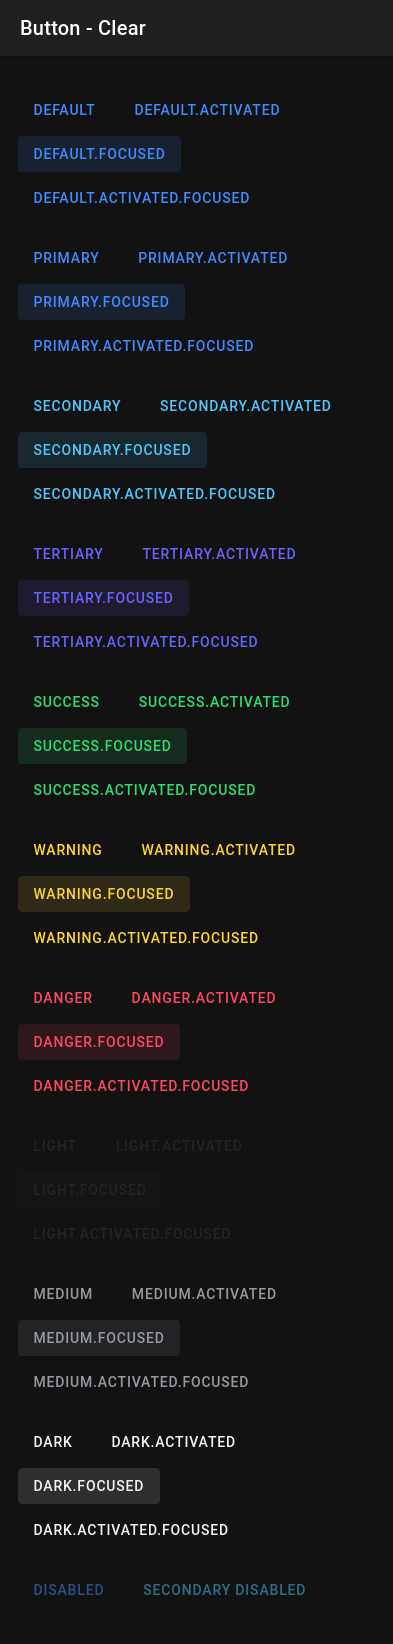 Button - Clear
DEFAULT DEFAULT.ACTIVATED
DEFAULT.FOCUSED
DEFAULT.ACTIVATED.FOCUSED
PRIMARY PRIMARY.ACTIVATED
PRIMARY.FOCUSED
PRIMARY.ACTIVATED.FOCUSED
SECONDARY SECONDARY.ACTIVATED
SECONDARY.FOCUSED
SECONDARY.ACTIVATED.FOCUSED
TERTIARY TERTIARY.ACTIVATED
TERTIARY.FOCUSED
TERTIARY.ACTIVATED.FOCUSED
SUCCESS SUCCESS.ACTIVATED
SUCCESS.FOCUSED
SUCCESS.ACTIVATED.FOCUSED
WARNING WARNING.ACTIVATED
WARNING.FOCUSED
WARNING.ACTIVATED.FOCUSED
DANGER DANGER.ACTIVATED
DANGER.FOCUSED
DANGER.ACTIVATED.FOCUSED
LIGHT LIGHT.ACTIVATED
LIGHT.FOCUSED
LIGHT.ACTIVATED.FOCUSED
MEDIUM MEDIUM.ACTIVATED
MEDIUM.FOCUSED
MEDIUM.ACTIVATED.FOCUSED
DARK DARK.ACTIVATED
DARK.FOCUSED
DARK.ACTIVATED.FOCUSED
DISABLED SECONDARY DISABLED